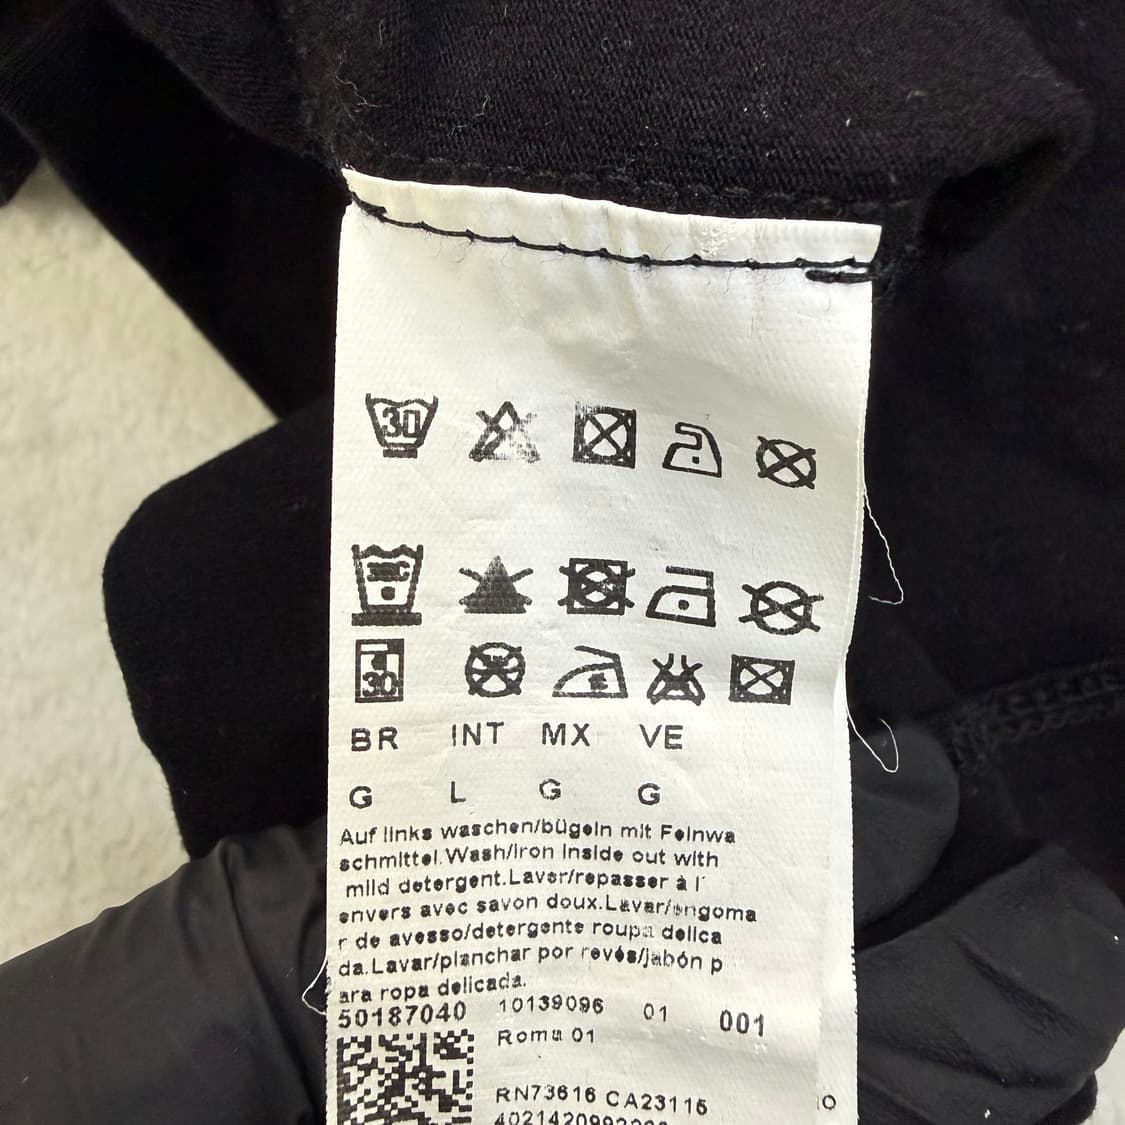 30
30
BR INT MX VE
G L G G
Auf links waschen/bügeln mit Feinwa
schmittel.Wash/Iron inside out with
mild detergent.Laver/repasser à l'
envers avec savon doux.Lavar/engoma
r de avesso/detergente roupa delica
da.Lavar/planchar por revés/jabón p
ara ropa delicada.
50187040 10139096 01 001
Roma 01
RN73616 CA23115